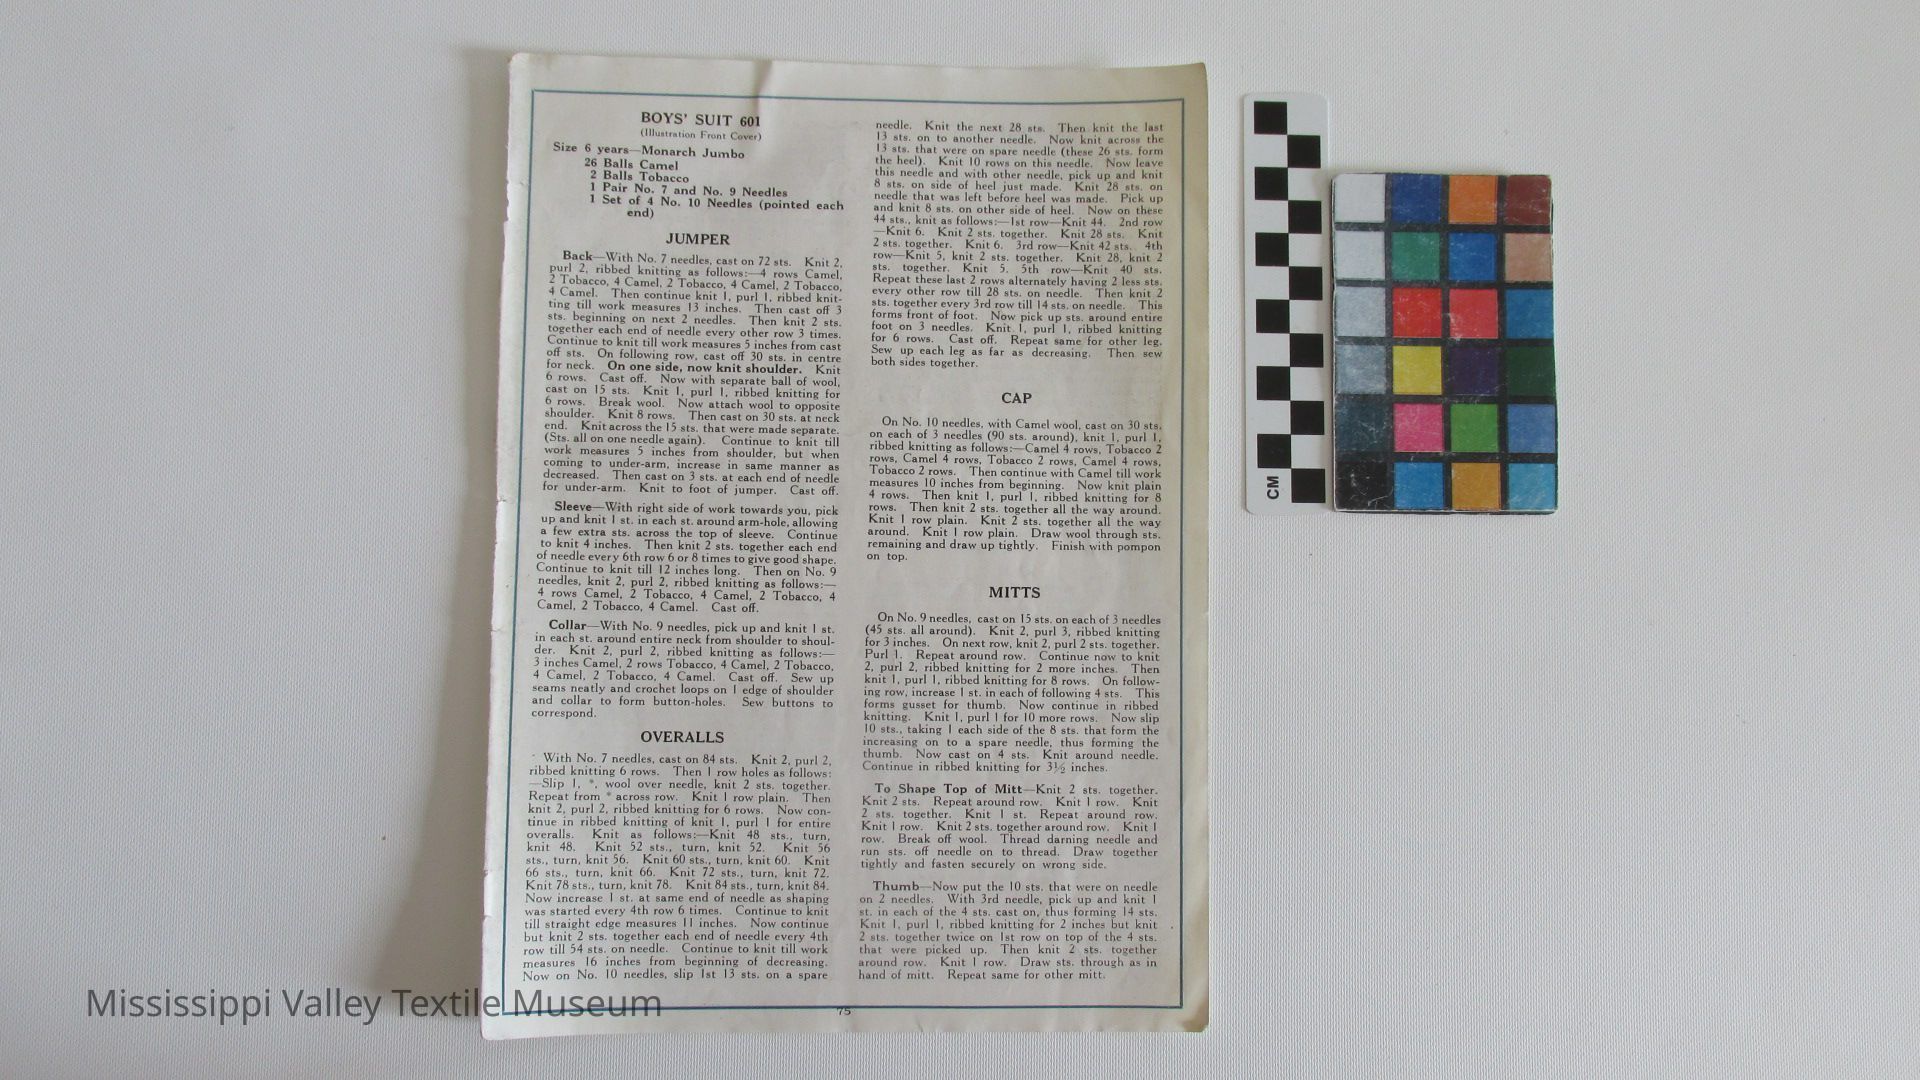 BOYS' SUIT 601
(Illustration Front Cover)
Size 6 years—Monarch Jumbo
26 Balls Camel
2 Balls Tobacco
1 Pair No. 7 and No. 9 Needles
1 Set of 4 No. 10 Needles (pointed each
end)
JUMPER
Back—With No. 7 needles, cast on 72 sts. Knit 2,
purl 2, ribbed knitting as follows:—4 rows Camel,
2 Tobacco, 4 Camel, 2 Tobacco, 4 Camel, 2 Tobacco,
4 Camel. Then continue knit 1, purl 1, ribbed knit-
ting till work measures 13 inches. Then cast off 3
sts. beginning on next 2 needles. Then knit 2 sts.
together each end of needle every other row 3 times.
Continue to knit till work measures 5 inches from cast
off sts. On following row, cast off 30 sts. in centre
for neck. On one side, now knit shoulder. Knit
6 rows. Cast off. Now with separate ball of wool,
cast on 15 sts. Knit 1, purl 1, ribbed knitting for
6 rows. Break wool. Now attach wool to opposite
shoulder. Knit 8 rows. Then cast on 30 sts. at neck
end. Knit across the 15 sts. that were made separate.
(Sts. all on one needle again). Continue to knit till
work measures 5 inches from shoulder, but when
coming to under-arm, increase in same manner as
decreased. Then cast on 3 sts. at each end of needle
for under-arm. Knit to foot of jumper. Cast off.
Sleeve—With right side of work towards you, pick
up and knit 1 st. in each st. around arm-hole, allowing
a few extra sts. across the top of sleeve. Continue
to knit 4 inches. Then knit 2 sts. together each end
of needle every 6th row 6 or 8 times to give good shape.
Continue to knit till 12 inches long. Then on No. 9
needles, knit 2, purl 2, ribbed knitting as follows:—
4 rows Camel, 2 Tobacco, 4 Camel, 2 Tobacco, 4
Camel, 2 Tobacco, 4 Camel. Cast off.
Collar—With No. 9 needles, pick up and knit 1 st.
in each st. around entire neck from shoulder to shoul-
der. Knit 2, purl 2, ribbed knitting as follows:—
3 inches Camel, 2 rows Tobacco, 4 Camel, 2 Tobacco,
4 Camel, 2 Tobacco, 4 Camel. Cast off. Sew up
seams neatly and crochet loops on 1 edge of shoulder
and collar to form button-holes. Sew buttons to
correspond.
OVERALLS
With No. 7 needles, cast on 84 sts. Knit 2, purl 2,
ribbed knitting 6 rows. Then 1 row holes as follows:
—Slip 1, *, wool over needle, knit 2 sts. together.
Repeat from * across row. Knit 1 row plain. Then
knit 2, purl 2, ribbed knitting for 6 rows. Now con-
tinue in ribbed knitting of knit 1, purl 1 for entire
overalls. Knit as follows:—Knit 48 sts., turn,
knit 48. Knit 52 sts., turn, knit 52. Knit 56
sts., turn, knit 56. Knit 60 sts., turn, knit 60. Knit
66 sts., turn, knit 66. Knit 72 sts., turn, knit 72.
Knit 78 sts., turn, knit 78. Knit 84 sts., turn, knit 84.
Now increase 1 st. at same end of needle as shaping
was started every 4th row 6 times. Continue to knit
till straight edge measures 11 inches. Now continue
but knit 2 sts. together each end of needle every 4th
row till 54 sts. on needle. Continue to knit till work
measures 16 inches from beginning of decreasing.
Now on No. 10 needles, slip 1st 13 sts. on a spare
needle. Knit the next 28 sts. Then knit the last
13 sts. on to another needle. Now knit across the
13 sts. that were on spare needle (these 26 sts. form
the heel). Knit 10 rows on this needle. Now leave
this needle and with other needle, pick up and knit
8 sts. on side of heel just made. Knit 28 sts. on
needle that was left before heel was made. Pick up
and knit 8 sts. on other side of heel. Now on these
44 sts., knit as follows:—1st row—Knit 44. 2nd row
—Knit 6. Knit 2 sts. together. Knit 28 sts. Knit
2 sts. together. Knit 6. 3rd row—Knit 42 sts. 4th
row—Knit 5, knit 2 sts. together. Knit 28, knit 2
sts. together. Knit 5. 5th row—Knit 40 sts.
Repeat these last 2 rows alternately having 2 less sts.
every other row till 28 sts. on needle. Then knit 2
sts. together every 3rd row till 14 sts. on needle. This
forms front of foot. Now pick up sts. around entire
foot on 3 needles. Knit 1, purl 1, ribbed knitting
for 6 rows. Cast off. Repeat same for other leg.
Sew up each leg as far as decreasing. Then sew
both sides together.
CAP
On No. 10 needles, with Camel wool, cast on 30 sts.
on each of 3 needles (90 sts. around), knit 1, purl 1,
ribbed knitting as follows:—Camel 4 rows, Tobacco 2
rows, Camel 4 rows, Tobacco 2 rows, Camel 4 rows,
Tobacco 2 rows. Then continue with Camel till work
measures 10 inches from beginning. Now knit plain
4 rows. Then knit 1, purl 1, ribbed knitting for 8
rows. Then knit 2 sts. together all the way around.
Knit 1 row plain. Knit 2 sts. together all the way
around. Knit 1 row plain. Draw wool through sts.
remaining and draw up tightly. Finish with pompon
on top.
MITTS
On No. 9 needles, cast on 15 sts. on each of 3 needles
(45 sts. all around). Knit 2, purl 3, ribbed knitting
for 3 inches. On next row, knit 2, purl 2 sts. together.
Purl 1. Repeat around row. Continue now to knit
2, purl 2, ribbed knitting for 2 more inches. Then
knit 1, purl 1, ribbed knitting for 8 rows. On follow-
ing row, increase 1 st. in each of following 4 sts. This
forms gusset for thumb. Now continue in ribbed
knitting. Knit 1, purl 1 for 10 more rows. Now slip
10 sts., taking 1 each side of the 8 sts. that form the
increasing on to a spare needle, thus forming the
thumb. Now cast on 4 sts. Knit around needle.
Continue in ribbed knitting for 3½ inches.
To Shape Top of Mitt—Knit 2 sts. together.
Knit 2 sts. Repeat around row. Knit 1 row. Knit
2 sts. together. Knit 1 st. Repeat around row.
Knit 1 row. Knit 2 sts. together around row. Knit 1
row. Break off wool. Thread darning needle and
run sts. off needle on to thread. Draw together
tightly and fasten securely on wrong side.
Thumb—Now put the 10 sts. that were on needle
on 2 needles. With 3rd needle, pick up and knit 1
st. in each of the 4 sts. cast on, thus forming 14 sts.
Knit 1, purl 1, ribbed knitting for 2 inches but knit
2 sts. together twice on 1st row on top of the 4 sts.
that were picked up. Then knit 2 sts. together
around row. Knit 1 row. Draw sts. through as in
hand of mitt. Repeat same for other mitt.
75
CM
Mississippi Valley Textile Museum